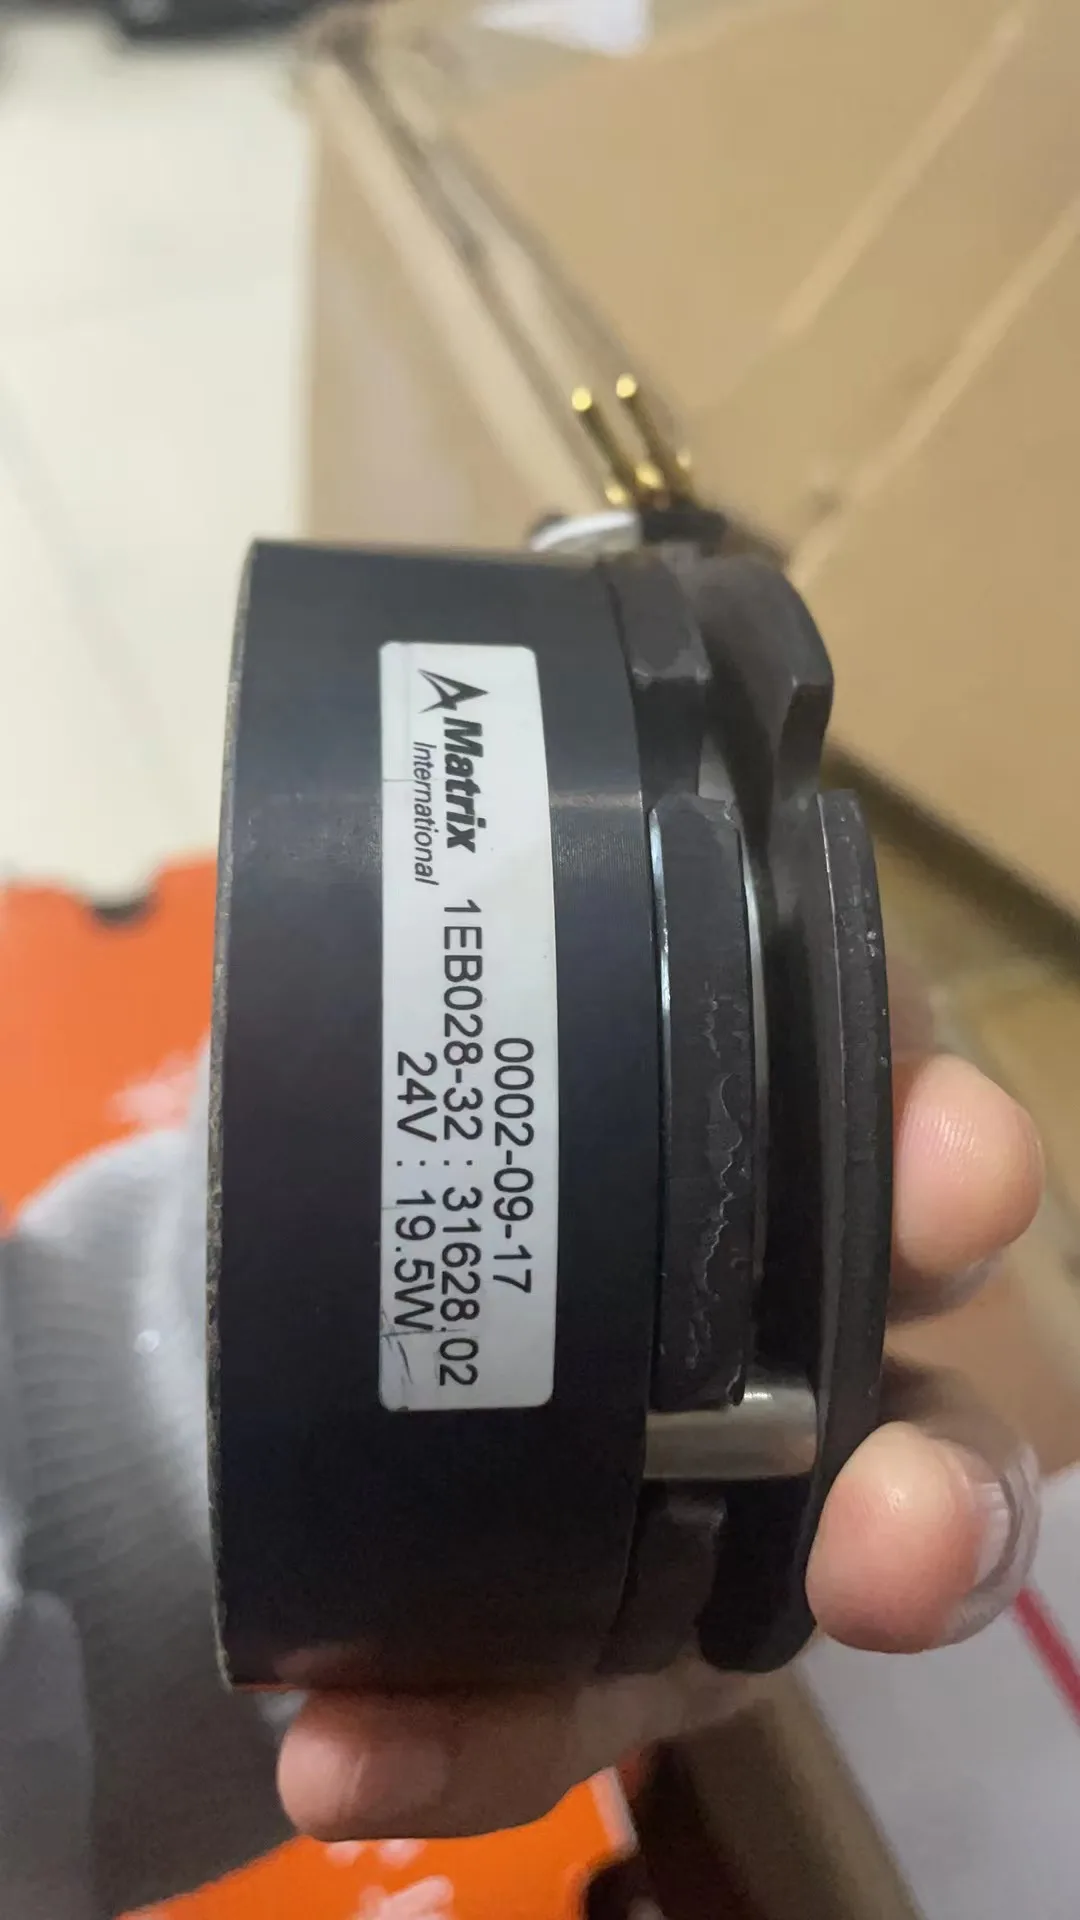 Matrix
International
0002-09-17
1EB028-32 : 31628.02
24V : 19.5W